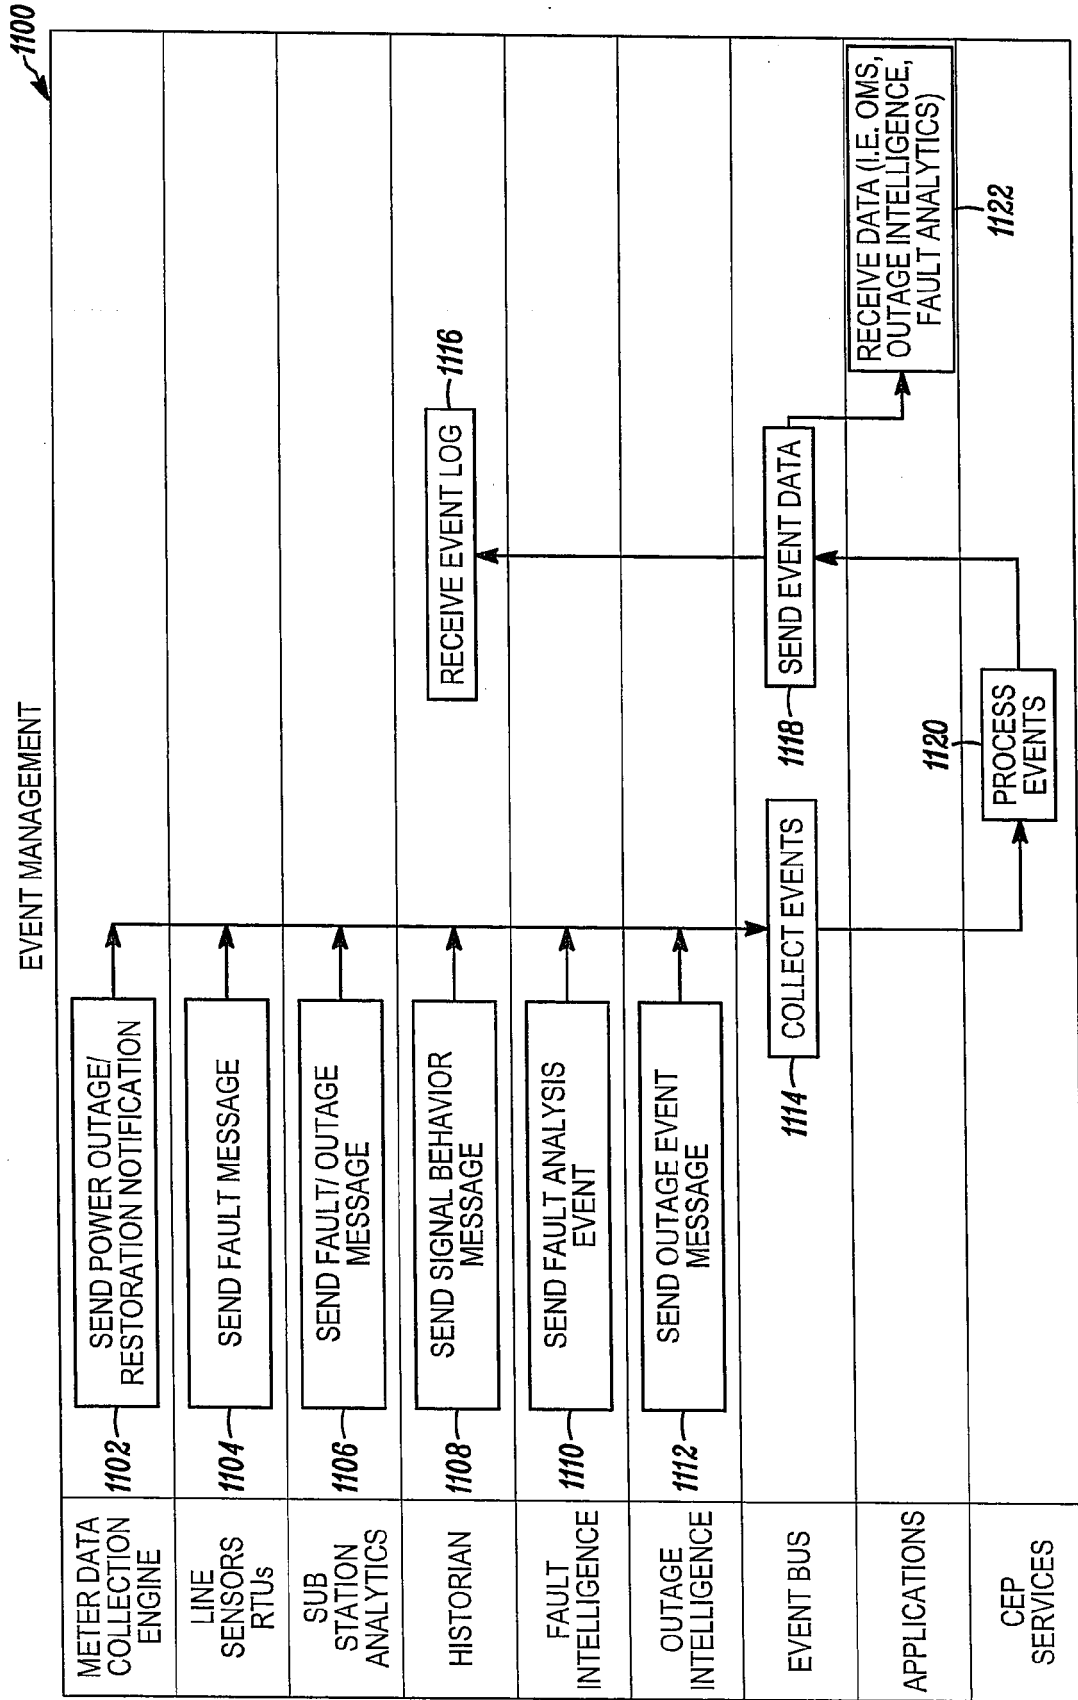 EVENT MANAGEMENT
1100
METER DATA
COLLECTION
ENGINE
1102
SEND POWER OUTAGE/
RESTORATION NOTIFICATION
LINE
SENSORS
RTUs
1104
SEND FAULT MESSAGE
SUB
STATION
ANALYTICS
1106
SEND FAULT/ OUTAGE
MESSAGE
HISTORIAN
1108
SEND SIGNAL BEHAVIOR
MESSAGE
RECEIVE EVENT LOG
1116
FAULT
INTELLIGENCE
1110
SEND FAULT ANALYSIS
EVENT
OUTAGE
INTELLIGENCE
1112
SEND OUTAGE EVENT
MESSAGE
EVENT BUS
1114
COLLECT EVENTS
1118
SEND EVENT DATA
APPLICATIONS
RECEIVE DATA (I.E. OMS,
OUTAGE INTELLIGENCE,
FAULT ANALYTICS)
1122
CEP
SERVICES
1120
PROCESS
EVENTS